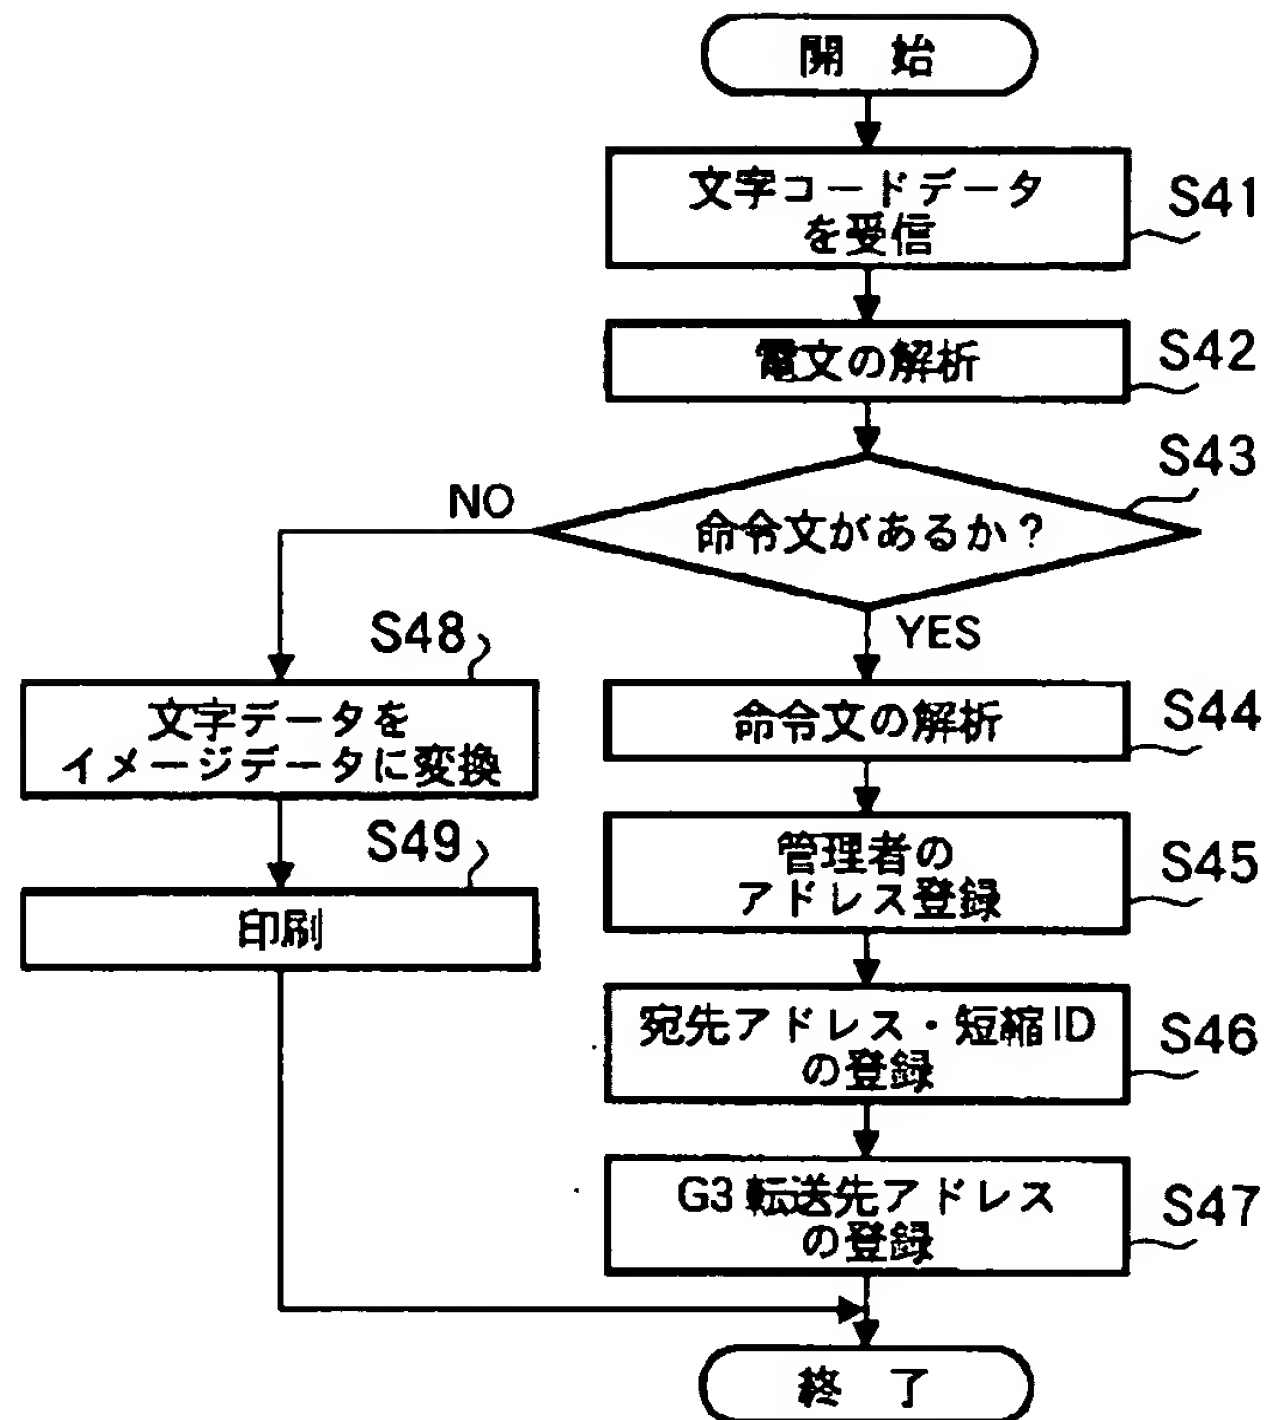 開　始
文字コードデータ
を受信
S41
電文の解析
S42
S43
命令文があるか？
NO
YES
S48
文字データを
イメージデータに変換
S49
印刷
命令文の解析
S44
管理者の
アドレス登録
S45
宛先アドレス・短縮ID
の登録
S46
G3転送先アドレス
の登録
S47
終　了